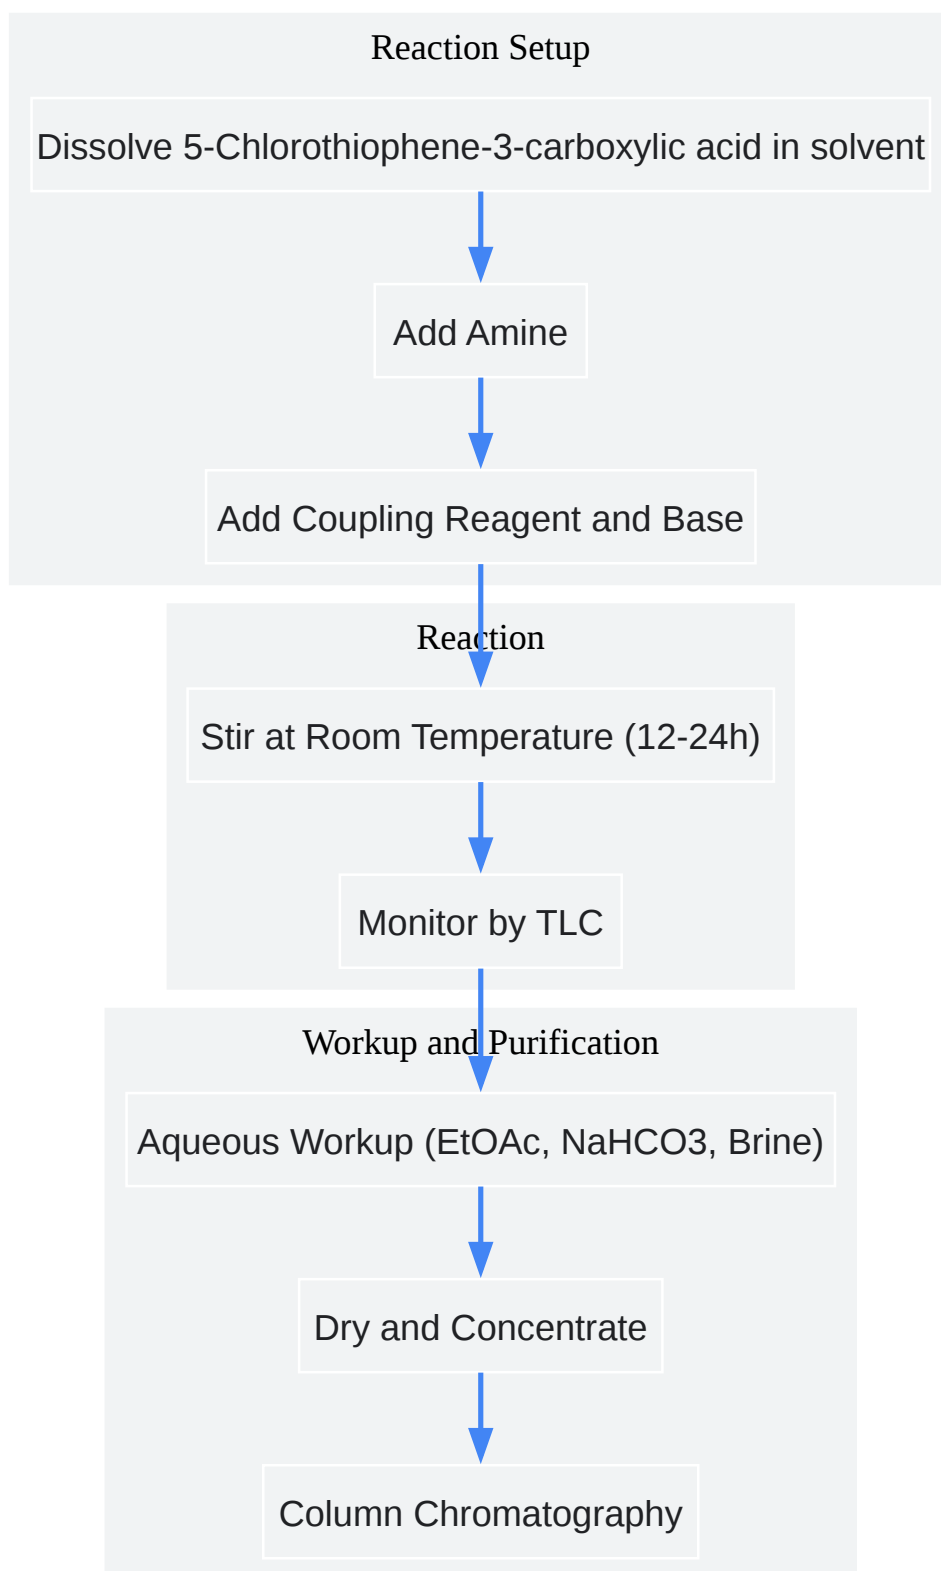 Reaction Setup
Dissolve 5-Chlorothiophene-3-carboxylic acid in solvent
Add Amine
Add Coupling Reagent and Base
Reaction
Stir at Room Temperature (12-24h)
Monitor by TLC
Workup and Purification
Aqueous Workup (EtOAc, NaHCO3, Brine)
Dry and Concentrate
Column Chromatography